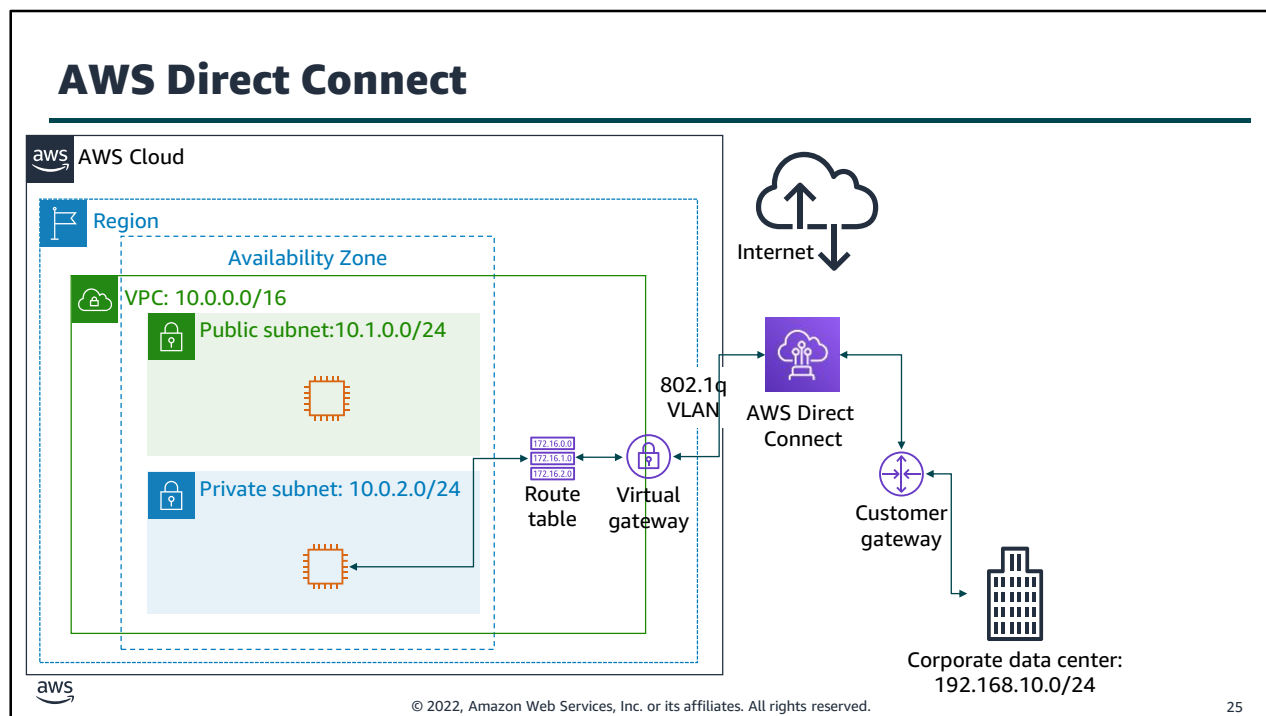 AWS Direct Connect
aws
AWS Cloud
Region
Availability Zone
VPC: 10.0.0.0/16
Public subnet:10.1.0.0/24
Private subnet: 10.0.2.0/24
172.16.0.0
172.16.1.0
172.16.2.0
Route
table
Virtual
gateway
802.1q
VLAN
Internet
AWS Direct
Connect
Customer
gateway
Corporate data center:
192.168.10.0/24
aws
© 2022, Amazon Web Services, Inc. or its affiliates. All rights reserved.
25